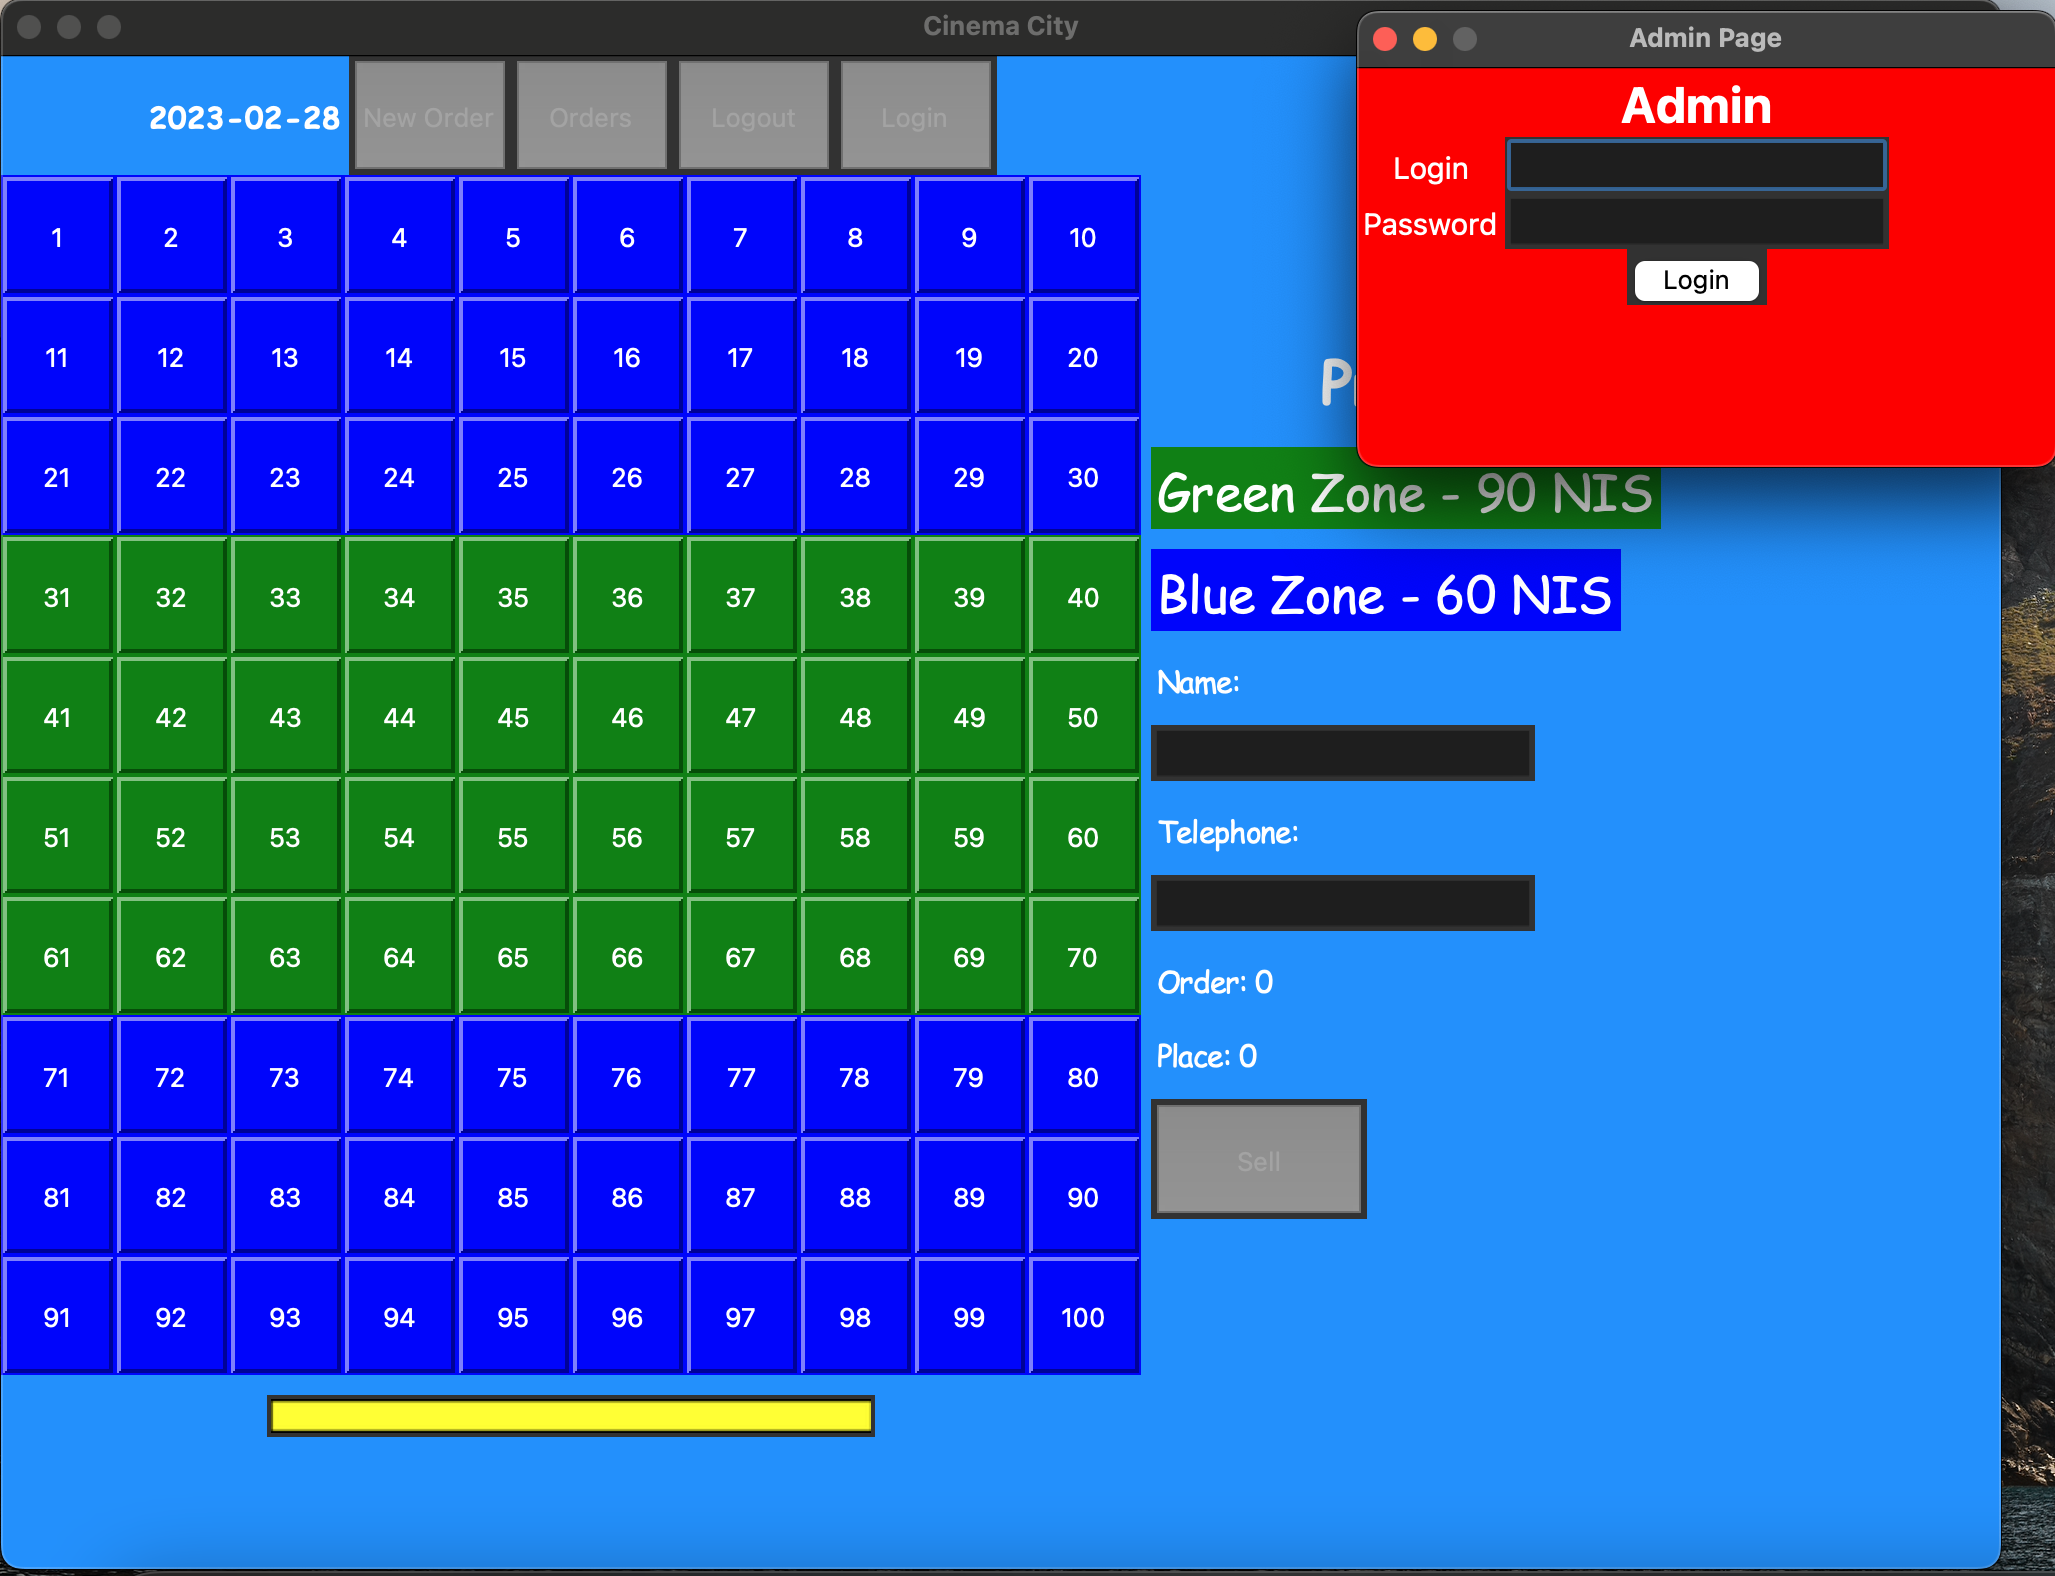 Cinema City
2023-02-28 New Order Orders Logout Login
1 2 3 4 5 6 7 8 9 10
11 12 13 14 15 16 17 18 19 20
21 22 23 24 25 26 27 28 29 30
31 32 33 34 35 36 37 38 39 40
41 42 43 44 45 46 47 48 49 50
51 52 53 54 55 56 57 58 59 60
61 62 63 64 65 66 67 68 69 70
71 72 73 74 75 76 77 78 79 80
81 82 83 84 85 86 87 88 89 90
91 92 93 94 95 96 97 98 99 100
Green Zone - 90 NIS
Blue Zone - 60 NIS
Name:
Telephone:
Order: 0
Place: 0
Sell
Admin Page
Admin
Login
Password
Login